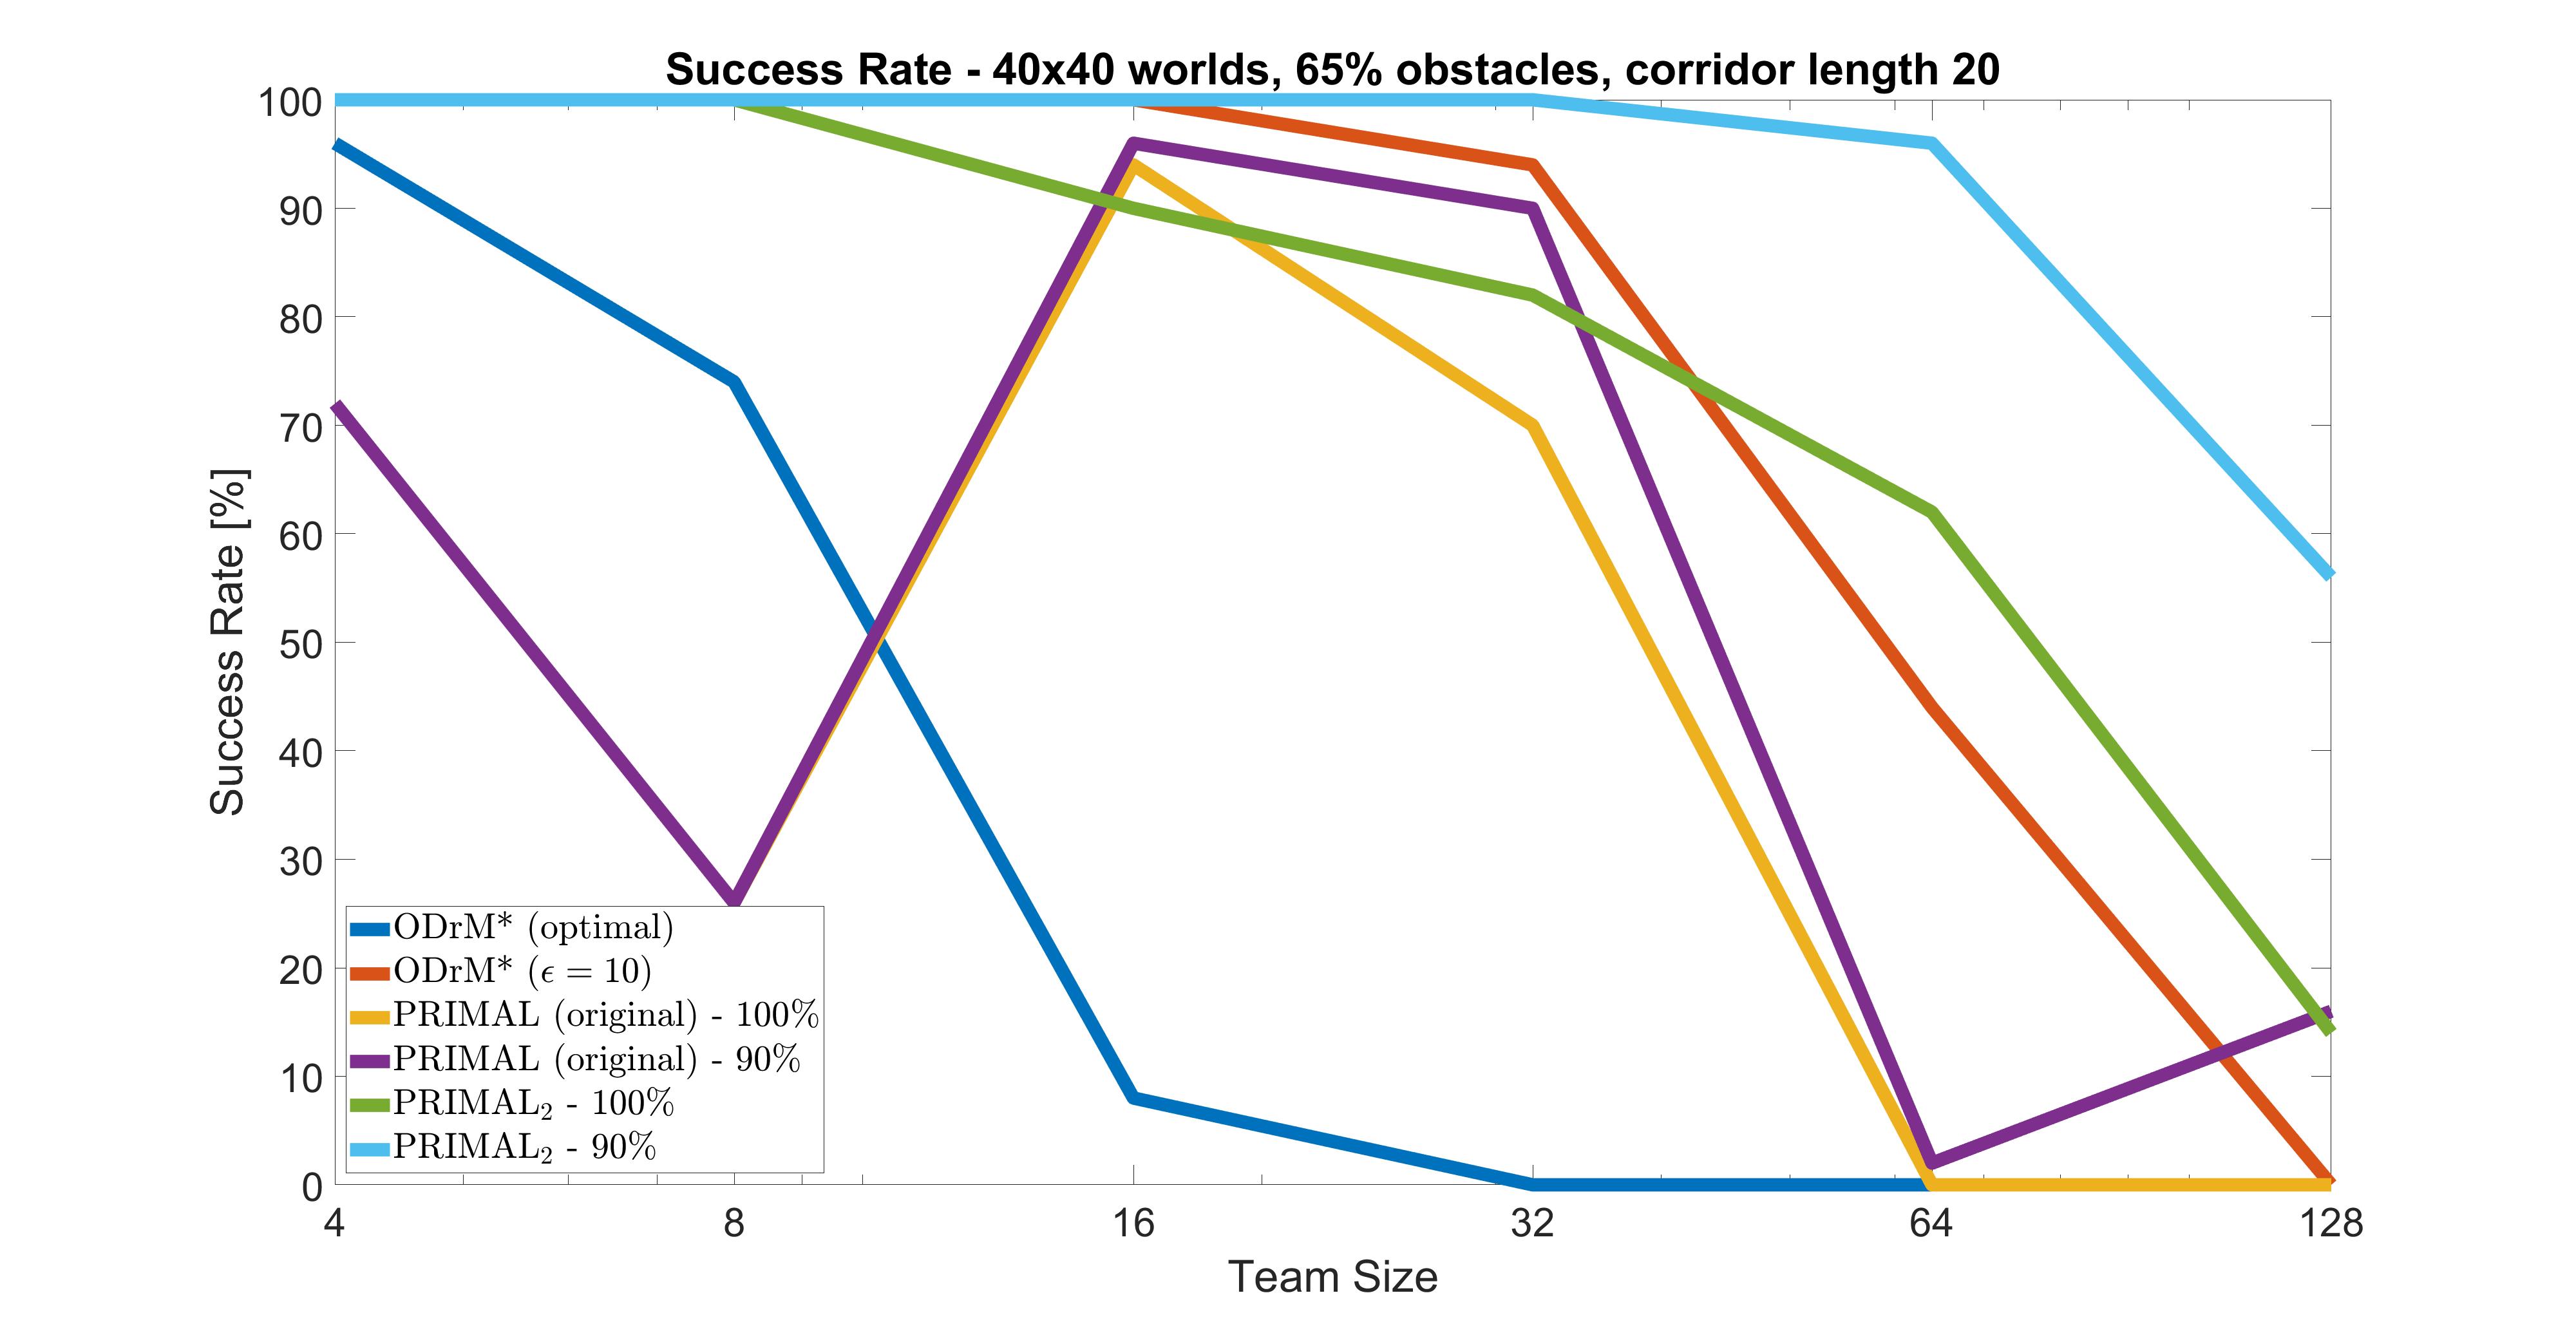 Success Rate - 40x40 worlds, 65% obstacles, corridor length 20
100
90
80
70
60
50
40
30
20
10
0
Success Rate [%]
ODrM* (optimal)
ODrM* (ϵ = 10)
PRIMAL (original) - 100%
PRIMAL (original) - 90%
PRIMAL₂ - 100%
PRIMAL₂ - 90%
4 8 16 32 64 128
Team Size